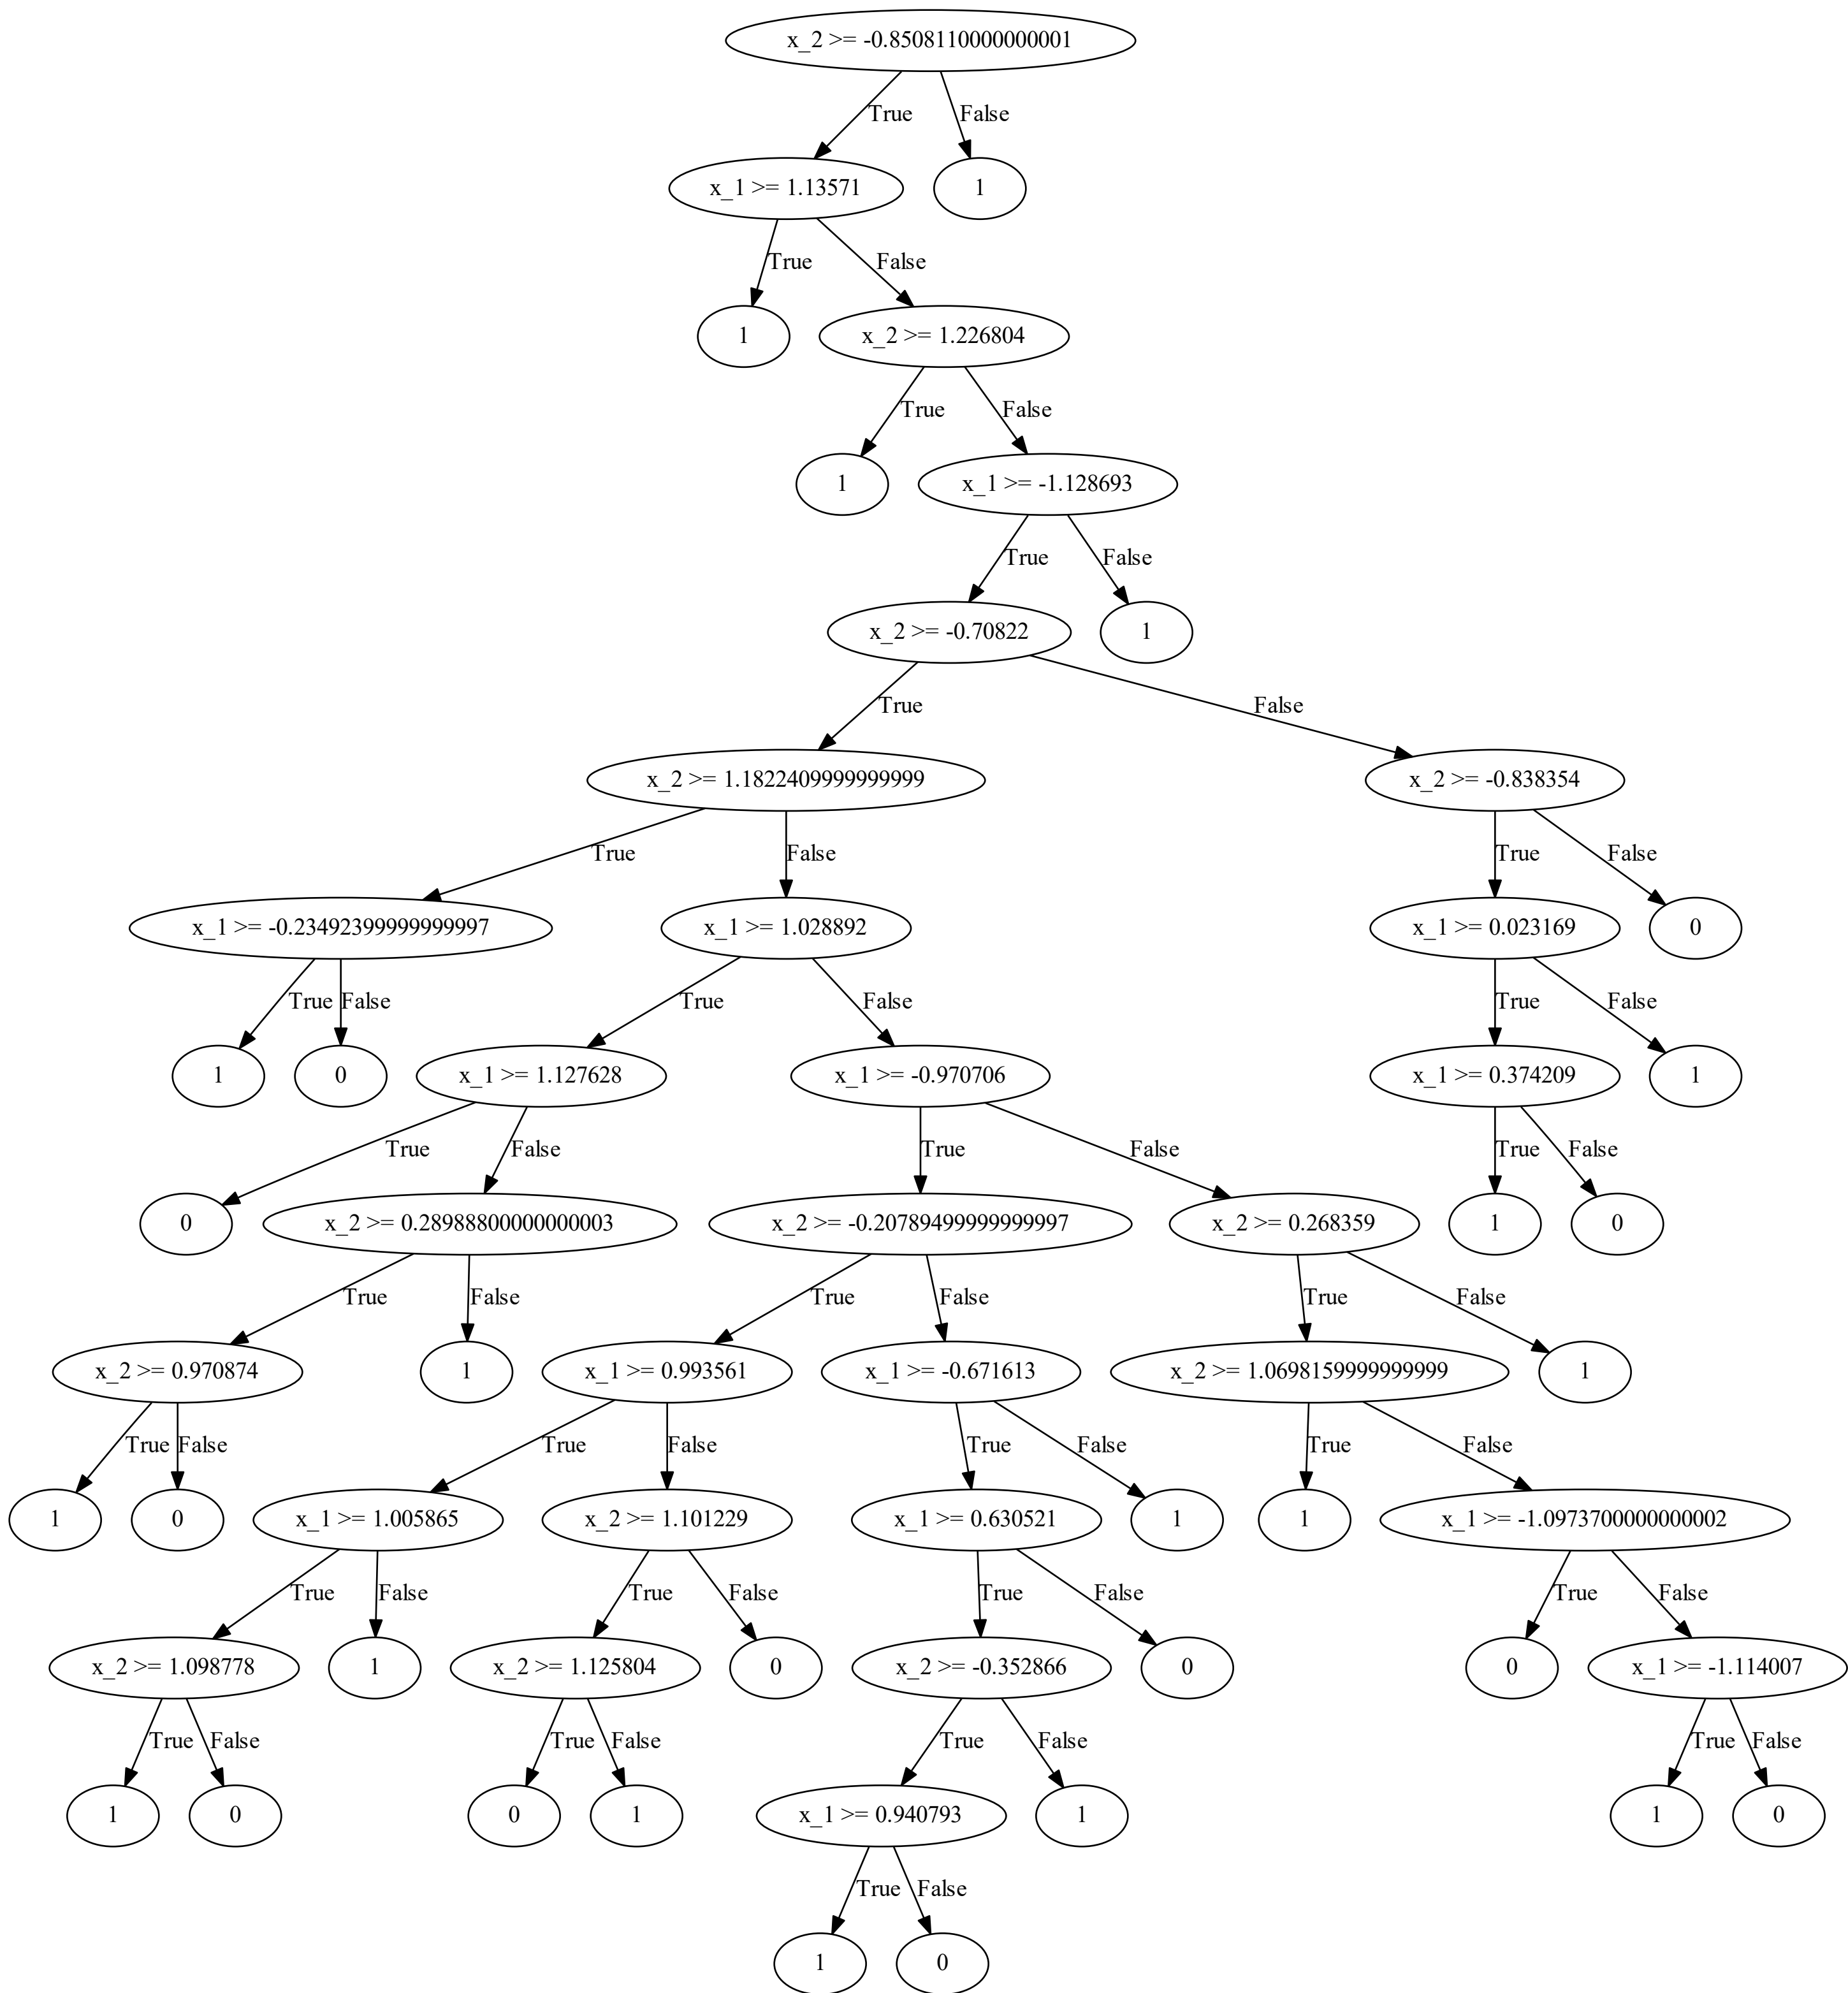 x_2 >= -0.8508110000000001
True
False
x_1 >= 1.13571
1
True
False
1
x_2 >= 1.226804
True
False
1
x_1 >= -1.128693
True
False
x_2 >= -0.70822
1
True
False
x_2 >= 1.1822409999999999
x_2 >= -0.838354
True
False
True
False
x_1 >= -0.23492399999999997
x_1 >= 1.028892
x_1 >= 0.023169
0
True
False
True
False
True
False
1
0
x_1 >= 1.127628
x_1 >= -0.970706
x_1 >= 0.374209
1
True
False
True
False
True
False
0
x_2 >= 0.28988800000000003
x_2 >= -0.20789499999999997
x_2 >= 0.268359
1
0
True
False
True
False
True
False
x_2 >= 0.970874
1
x_1 >= 0.993561
x_1 >= -0.671613
x_2 >= 1.0698159999999999
1
True
False
True
False
True
False
True
False
1
0
x_1 >= 1.005865
x_2 >= 1.101229
x_1 >= 0.630521
1
1
x_1 >= -1.0973700000000002
True
False
True
False
True
False
True
False
x_2 >= 1.098778
1
x_2 >= 1.125804
0
x_2 >= -0.352866
0
0
x_1 >= -1.114007
True
False
True
False
True
False
True
False
1
0
0
1
x_1 >= 0.940793
1
1
0
True
False
1
0